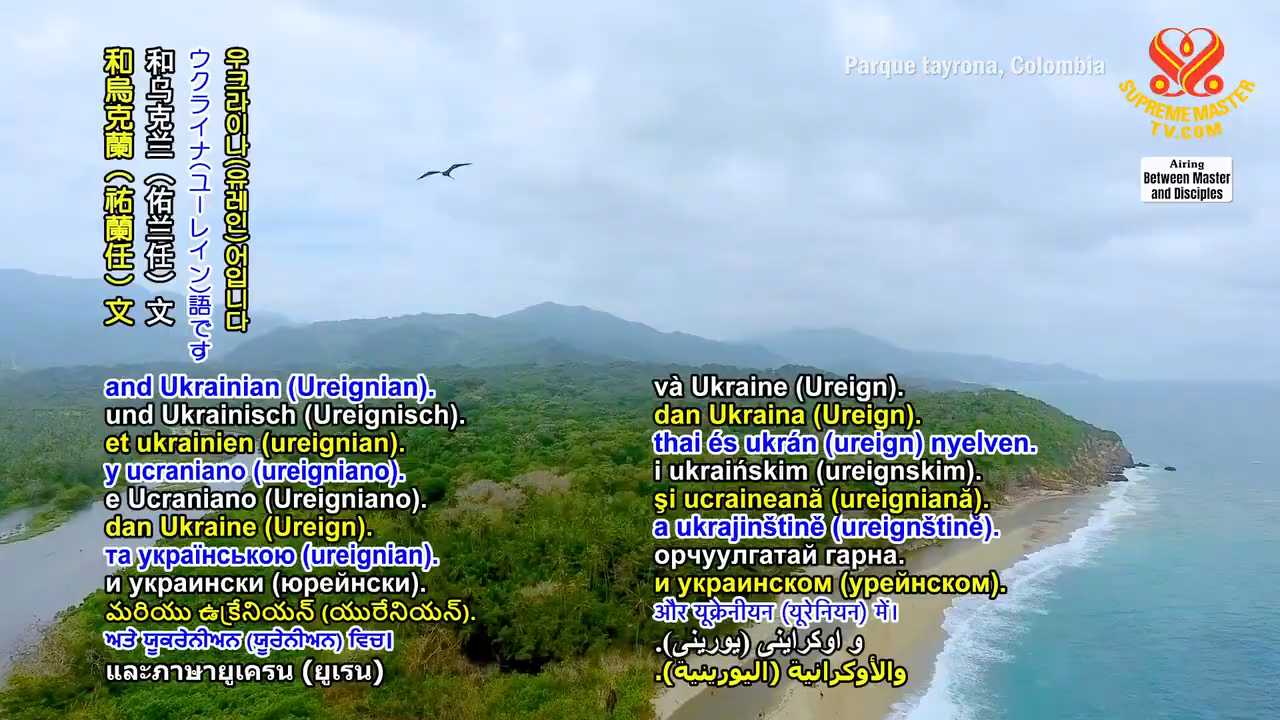 Parque tayrona, Colombia
SUPREME MASTER
TV.COM
Airing
Between Master
and Disciples
우크라이나(유레인)어입니다
ウクライナ(ユーレイン)語です
和乌克兰（佑兰任）文
和烏克蘭（祐蘭任）文
and Ukrainian (Ureignian).
und Ukrainisch (Ureignisch).
et ukrainien (ureignian).
y ucraniano (ureigniano).
e Ucraniano (Ureigniano).
dan Ukraine (Ureign).
та українською (ureignian).
и украински (юрейнски).
మరియు ఉక్రేనియన్ (యురేనియన్).
ਅਤੇ ਯੂਕਰੇਨੀਅਨ (ਯੂਰੇਨੀਅਨ) ਵਿਚ।
และภาษายูเครน (ยูเรน)
và Ukraine (Ureign).
dan Ukraina (Ureign).
thai és ukrán (ureign) nyelven.
i ukraińskim (ureignskim).
şi ucraineană (ureigniană).
a ukrajinštině (ureignštině).
орчуулгатай гарна.
и украинском (урейнском).
और यूक्रेनीयन (यूरेनियन) में।
و اوکراینی (یورینی).
والأوكرانية (اليورينية).